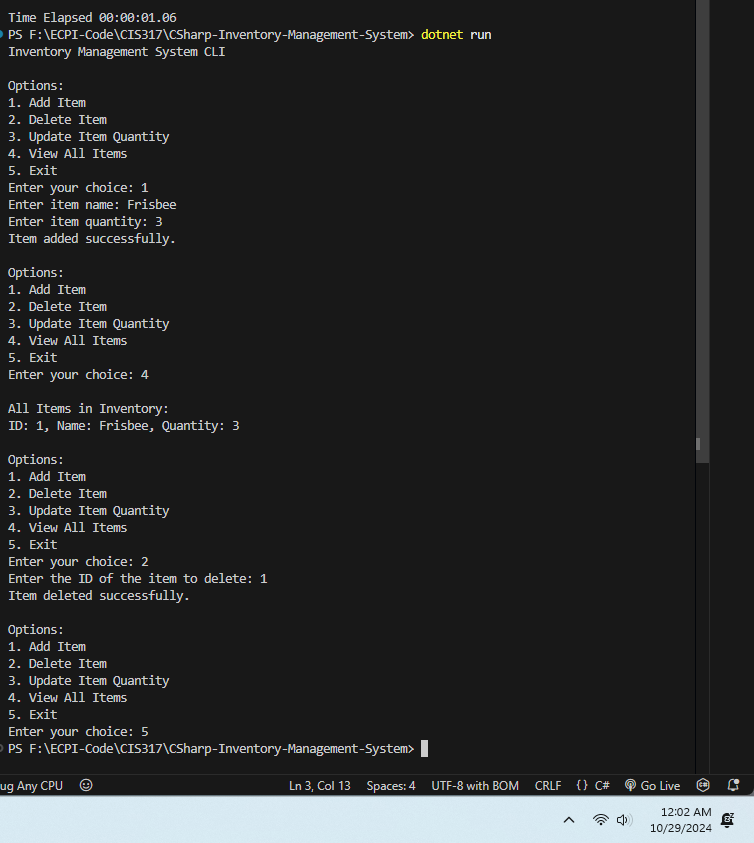 Time Elapsed 00:00:01.06
PS F:\ECPI-Code\CIS317\CSharp-Inventory-Management-System> dotnet run
Inventory Management System CLI

Options:
1. Add Item
2. Delete Item
3. Update Item Quantity
4. View All Items
5. Exit
Enter your choice: 1
Enter item name: Frisbee
Enter item quantity: 3
Item added successfully.

Options:
1. Add Item
2. Delete Item
3. Update Item Quantity
4. View All Items
5. Exit
Enter your choice: 4

All Items in Inventory:
ID: 1, Name: Frisbee, Quantity: 3

Options:
1. Add Item
2. Delete Item
3. Update Item Quantity
4. View All Items
5. Exit
Enter your choice: 2
Enter the ID of the item to delete: 1
Item deleted successfully.

Options:
1. Add Item
2. Delete Item
3. Update Item Quantity
4. View All Items
5. Exit
Enter your choice: 5
PS F:\ECPI-Code\CIS317\CSharp-Inventory-Management-System>
ug Any CPU Ln 3, Col 13 Spaces: 4 UTF-8 with BOM CRLF {} C# Go Live
12:02 AM
10/29/2024